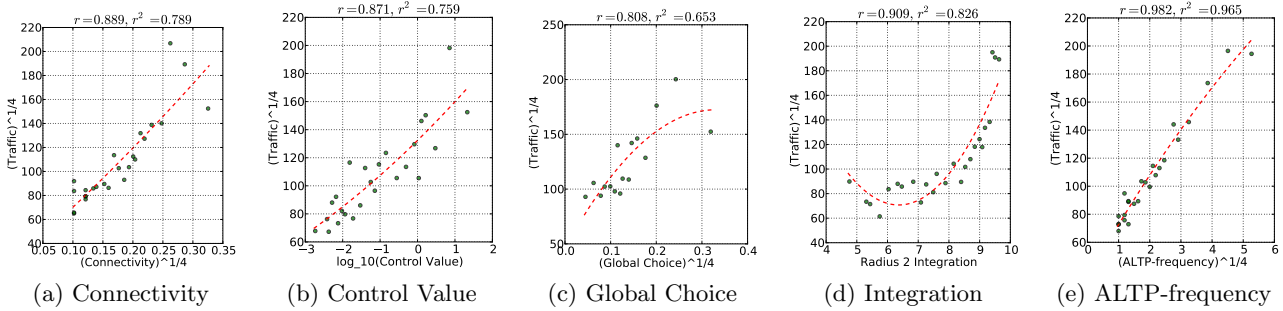 r =0.889, r² =0.789
220
200
180
160
140
120
100
80
60
40
(Traffic)^1/4
0.05 0.10 0.15 0.20 0.25 0.30 0.35
(Connectivity)^1/4
(a) Connectivity
r =0.871, r² =0.759
220
200
180
160
140
120
100
80
60
(Traffic)^1/4
−3 −2 −1 0 1 2
log_10(Control Value)
(b) Control Value
r =0.808, r² =0.653
250
200
150
100
50
(Traffic)^1/4
0.0 0.1 0.2 0.3 0.4
(Global Choice)^1/4
(c) Global Choice
r =0.909, r² =0.826
220
200
180
160
140
120
100
80
60
40
(Traffic)^1/4
4 5 6 7 8 9 10
Radius 2 Integration
(d) Integration
r =0.982, r² =0.965
220
200
180
160
140
120
100
80
60
(Traffic)^1/4
0 1 2 3 4 5 6
(ALTP-frequency)^1/4
(e) ALTP-frequency